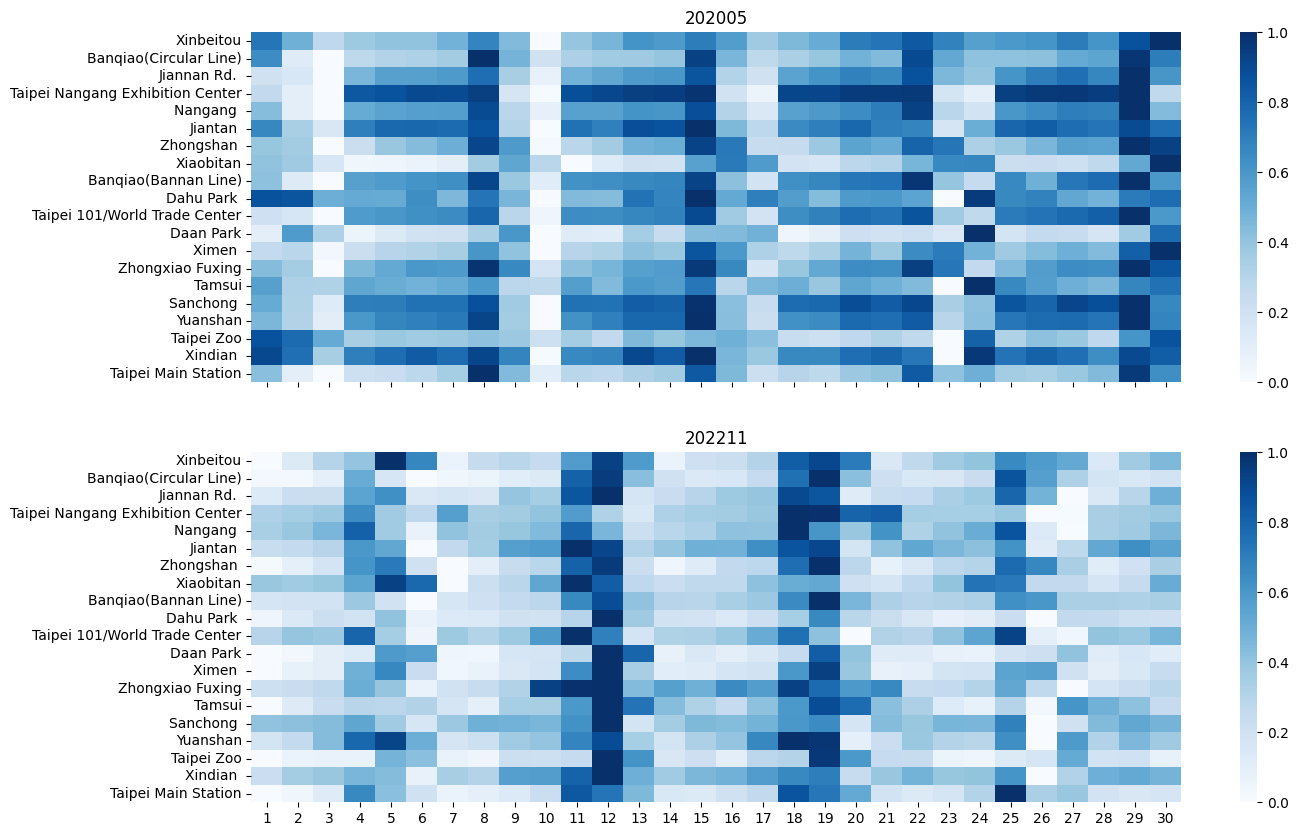 202005
Xinbeitou
Banqiao(Circular Line)
Jiannan Rd.
Taipei Nangang Exhibition Center
Nangang
Jiantan
Zhongshan
Xiaobitan
Banqiao(Bannan Line)
Dahu Park
Taipei 101/World Trade Center
Daan Park
Ximen
Zhongxiao Fuxing
Tamsui
Sanchong
Yuanshan
Taipei Zoo
Xindian
Taipei Main Station
1.0
0.8
0.6
0.4
0.2
0.0
202211
Xinbeitou
Banqiao(Circular Line)
Jiannan Rd.
Taipei Nangang Exhibition Center
Nangang
Jiantan
Zhongshan
Xiaobitan
Banqiao(Bannan Line)
Dahu Park
Taipei 101/World Trade Center
Daan Park
Ximen
Zhongxiao Fuxing
Tamsui
Sanchong
Yuanshan
Taipei Zoo
Xindian
Taipei Main Station
1 2 3 4 5 6 7 8 9 10 11 12 13 14 15 16 17 18 19 20 21 22 23 24 25 26 27 28 29 30
1.0
0.8
0.6
0.4
0.2
0.0